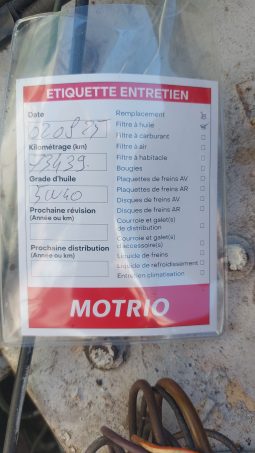 ETIQUETTE ENTRETIEN
Date
Kilométrage (km)
Grade d'huile
5W40
Prochaine révision
(Année ou km)
Prochaine distribution
(Année ou km)
Remplacement
Filtre à huile
Filtre à carburant
Filtre à air
Filtre à habitacle
Bougies
Plaquettes de freins AV
Plaquettes de freins AR
Disques de freins AV
Disques de freins AR
Courroie et galet(s)
de distribution
Courroie et galet(s)
d'accessoire(s)
Liquide de freins
Liquide de refroidissement
Entretien climatisation
MOTRIO